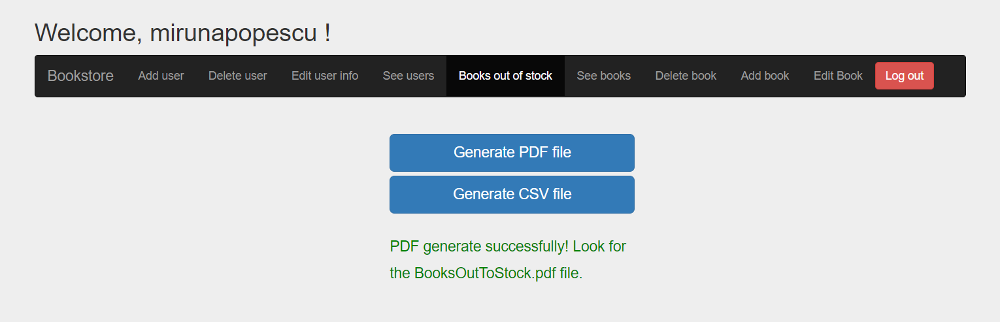 Welcome, mirunapopescu !
Bookstore Add user Delete user Edit user info See users Books out of stock See books Delete book Add book Edit Book Log out
Generate PDF file
Generate CSV file
PDF generate successfully! Look for
the BooksOutToStock.pdf file.